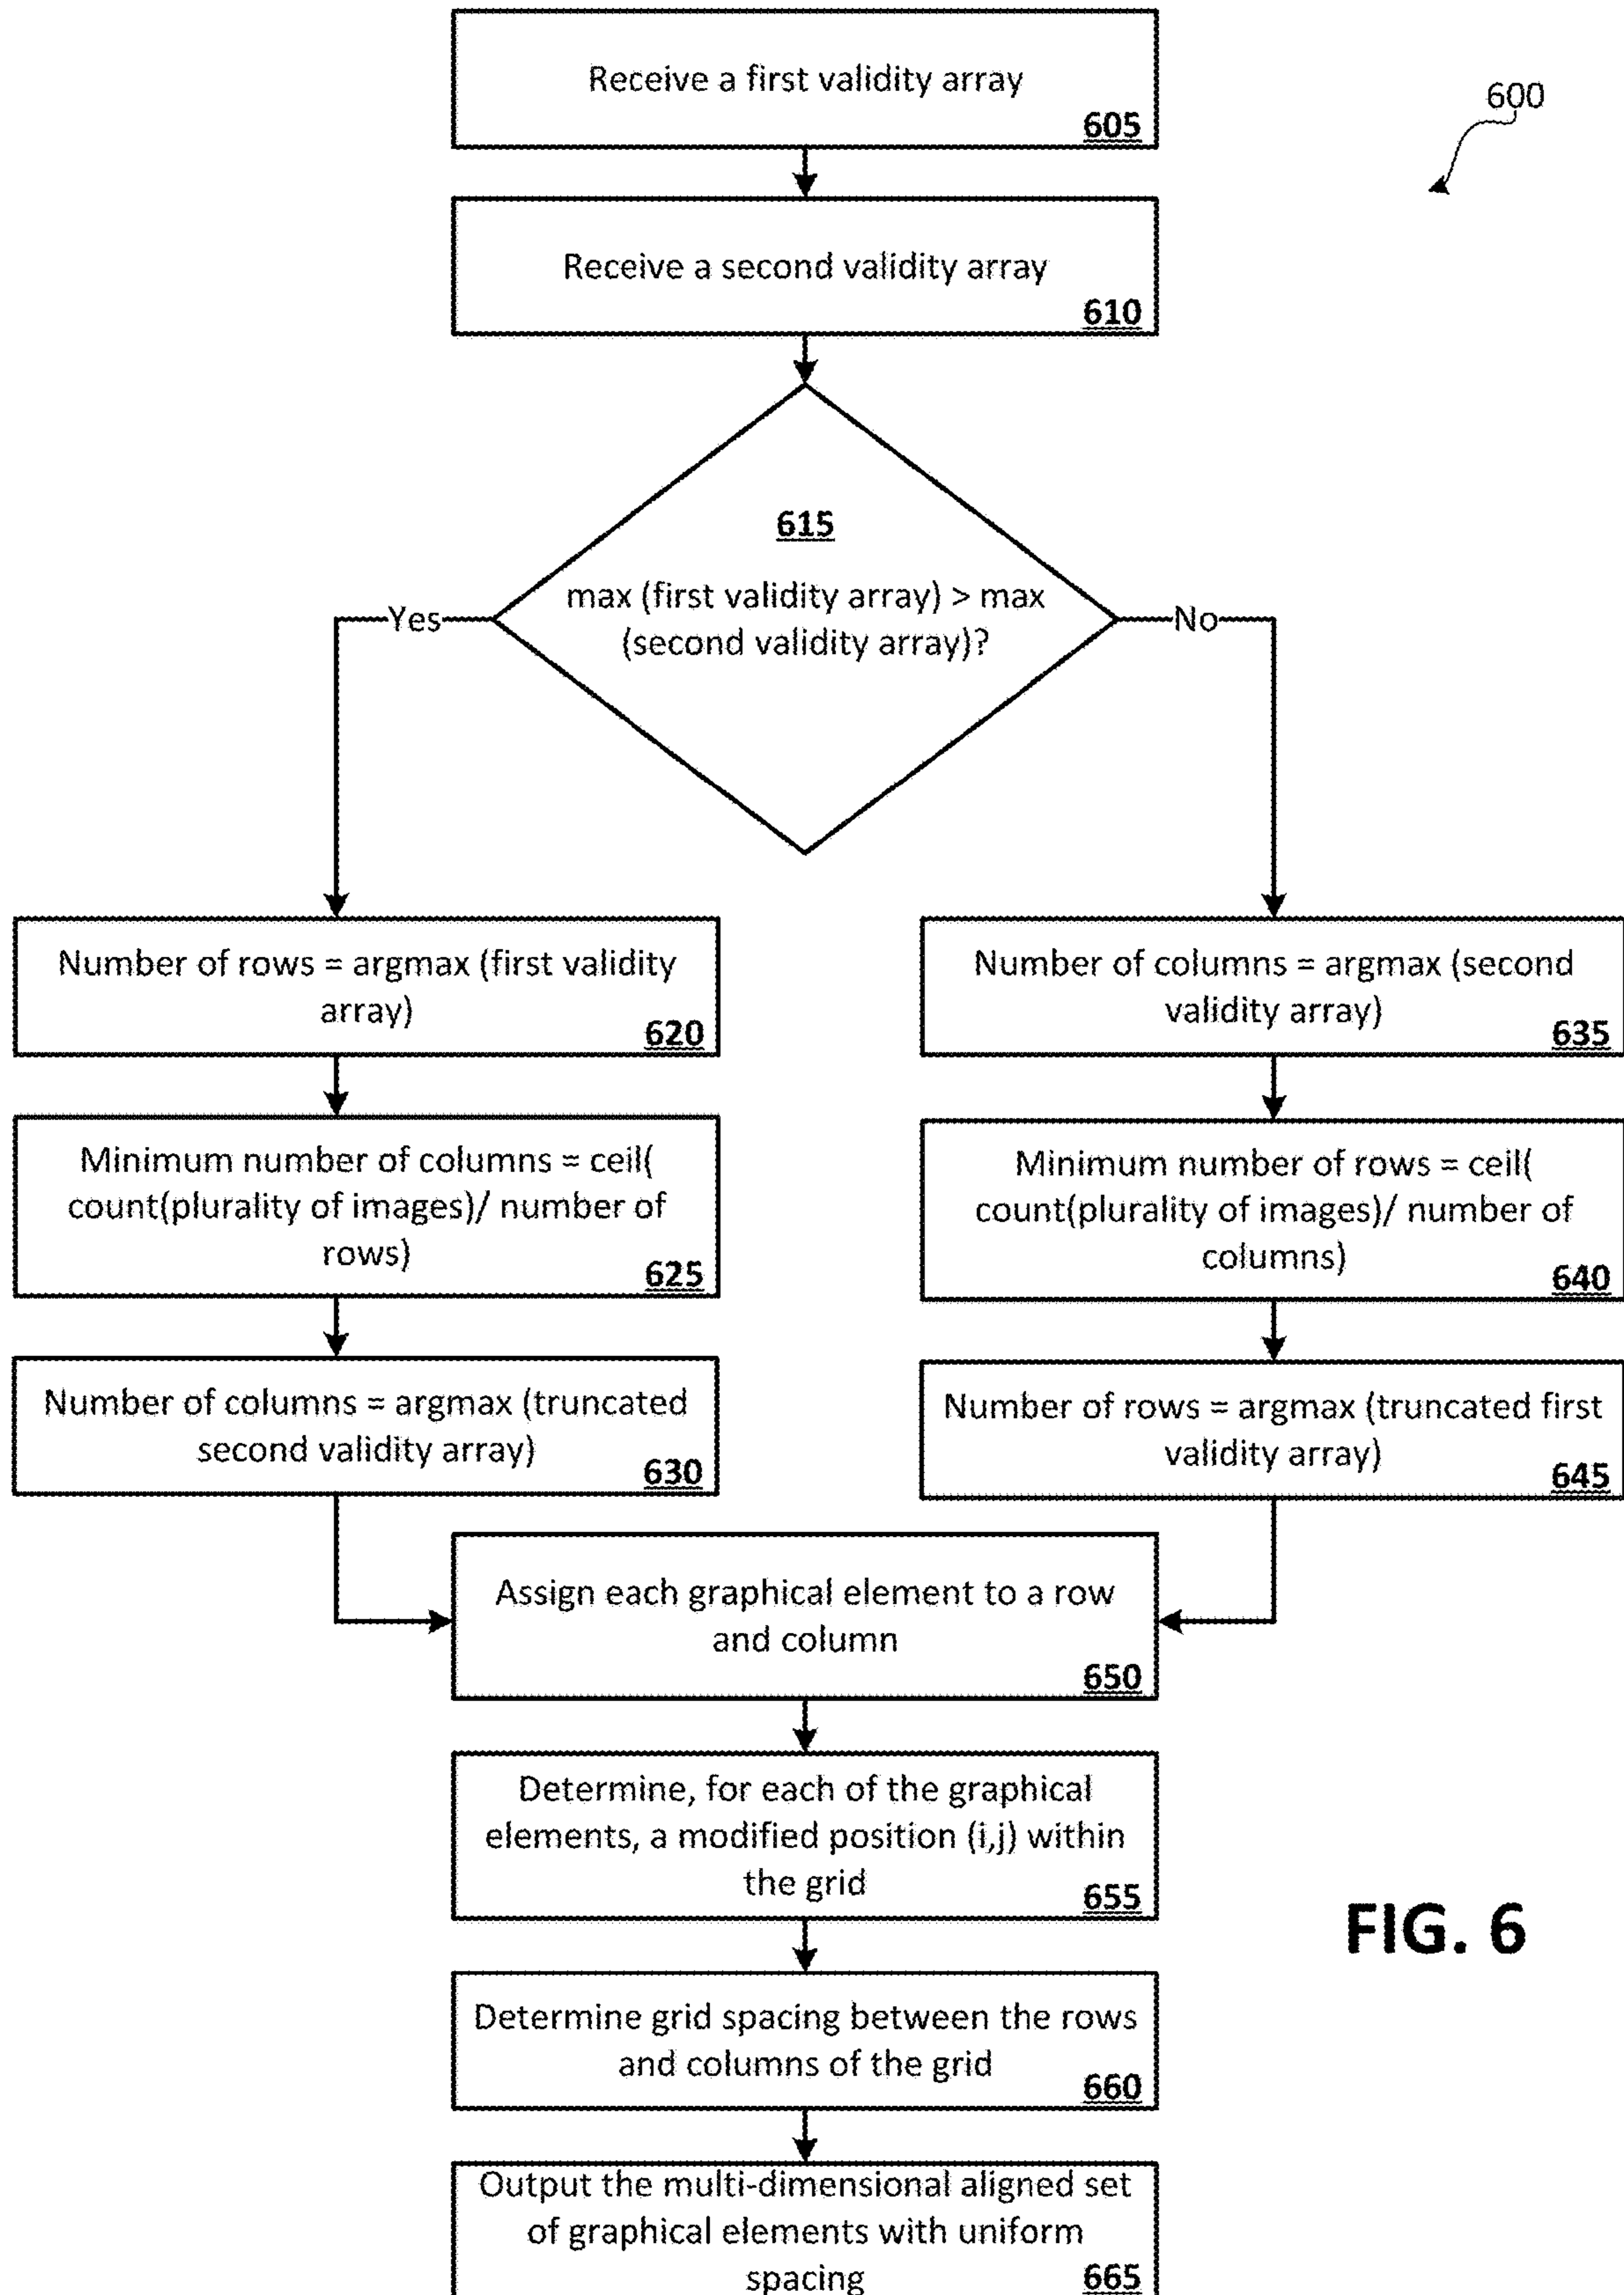 Receive a first validity array
605
600
Receive a second validity array
610
615
max (first validity array) > max
(second validity array)?
Yes
No
Number of rows = argmax (first validity
array)
620
Minimum number of columns = ceil(
count(plurality of images)/ number of
rows)
625
Number of columns = argmax (truncated
second validity array)
630
Number of columns = argmax (second
validity array)
635
Minimum number of rows = ceil(
count(plurality of images)/ number of
columns)
640
Number of rows = argmax (truncated first
validity array)
645
Assign each graphical element to a row
and column
650
Determine, for each of the graphical
elements, a modified position (i,j) within
the grid
655
FIG. 6
Determine grid spacing between the rows
and columns of the grid
660
Output the multi-dimensional aligned set
of graphical elements with uniform
spacing
665